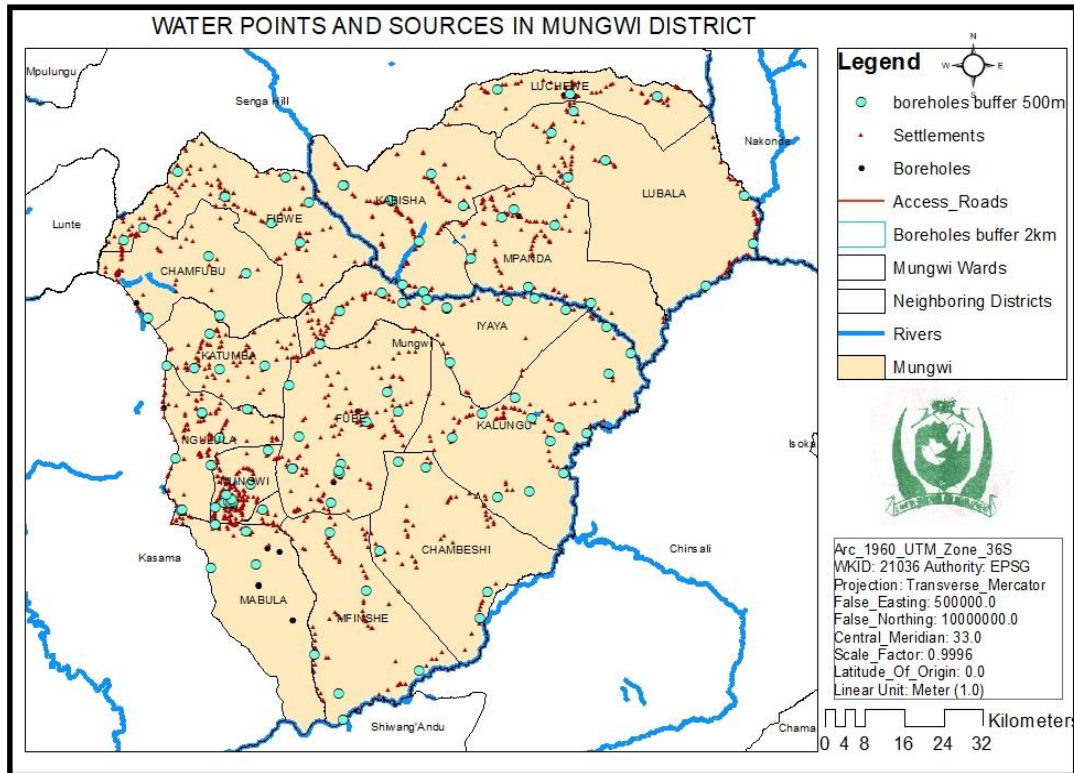 WATER POINTS AND SOURCES IN MUNGWI DISTRICT
Mpulungu
Senga Hill
LUCHEWE
Nakonde
LUBALA
KABISHA
Lunte
FIBWE
CHAMFUBU
MPANDA
IYAYA
Mungwi
KATUMBA
FUBE
KALUNGU
NGULULA
Isoka
MUNGWI
Kasama
CHAMBESHI
Chinsali
MABULA
MFINSHE
Shiwang'Andu
Chama
Legend
N
W E
S
boreholes buffer 500m
Settlements
Boreholes
Access_Roads
Boreholes buffer 2km
Mungwi Wards
Neighboring Districts
Rivers
Mungwi
Arc_1960_UTM_Zone_36S
WKID: 21036 Authority: EPSG
Projection: Transverse_Mercator
False_Easting: 500000.0
False_Northing: 10000000.0
Central_Meridian: 33.0
Scale_Factor: 0.9996
Latitude_Of_Origin: 0.0
Linear Unit: Meter (1.0)
Kilometers
0 4 8 16 24 32